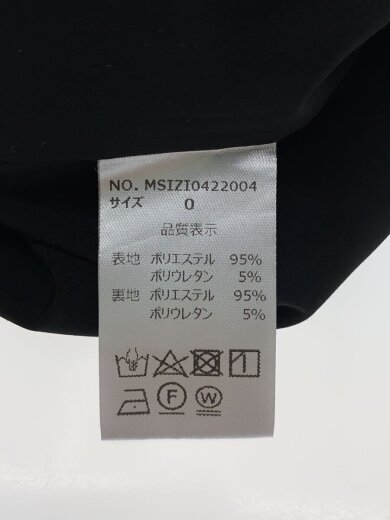 NO. MSIZI0422004
サイズ 0
品質表示
表地 ポリエステル 95%
ポリウレタン 5%
裏地 ポリエステル 95%
ポリウレタン 5%
F W